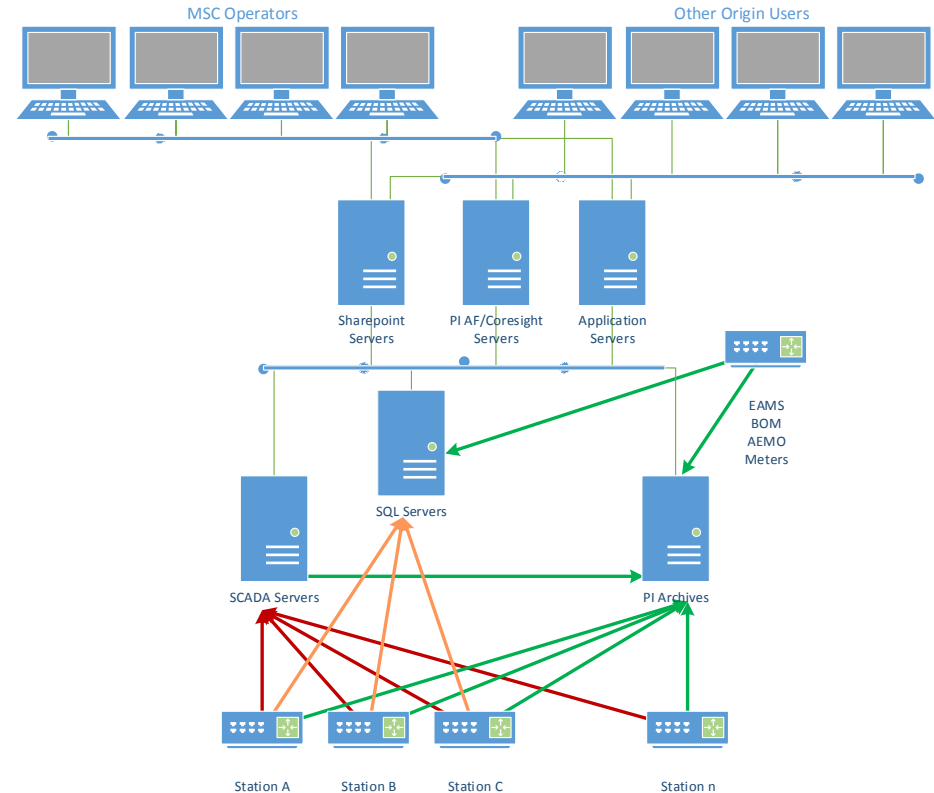 MSC Operators
Other Origin Users
Sharepoint
Servers
PI AF/Coresight
Servers
Application
Servers
EAMS
BOM
AEMO
Meters
SQL Servers
SCADA Servers
PI Archives
Station A
Station B
Station C
Station n